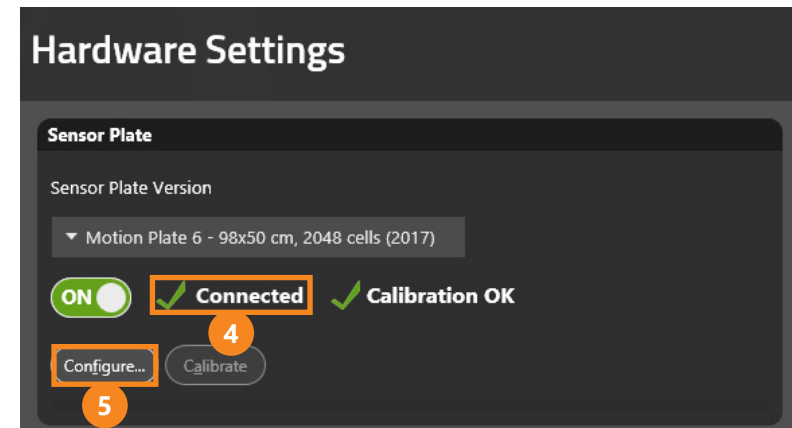 Hardware Settings
Sensor Plate
Sensor Plate Version
Motion Plate 6 - 98x50 cm, 2048 cells (2017)
ON Connected Calibration OK
4
Configure... Calibrate
5